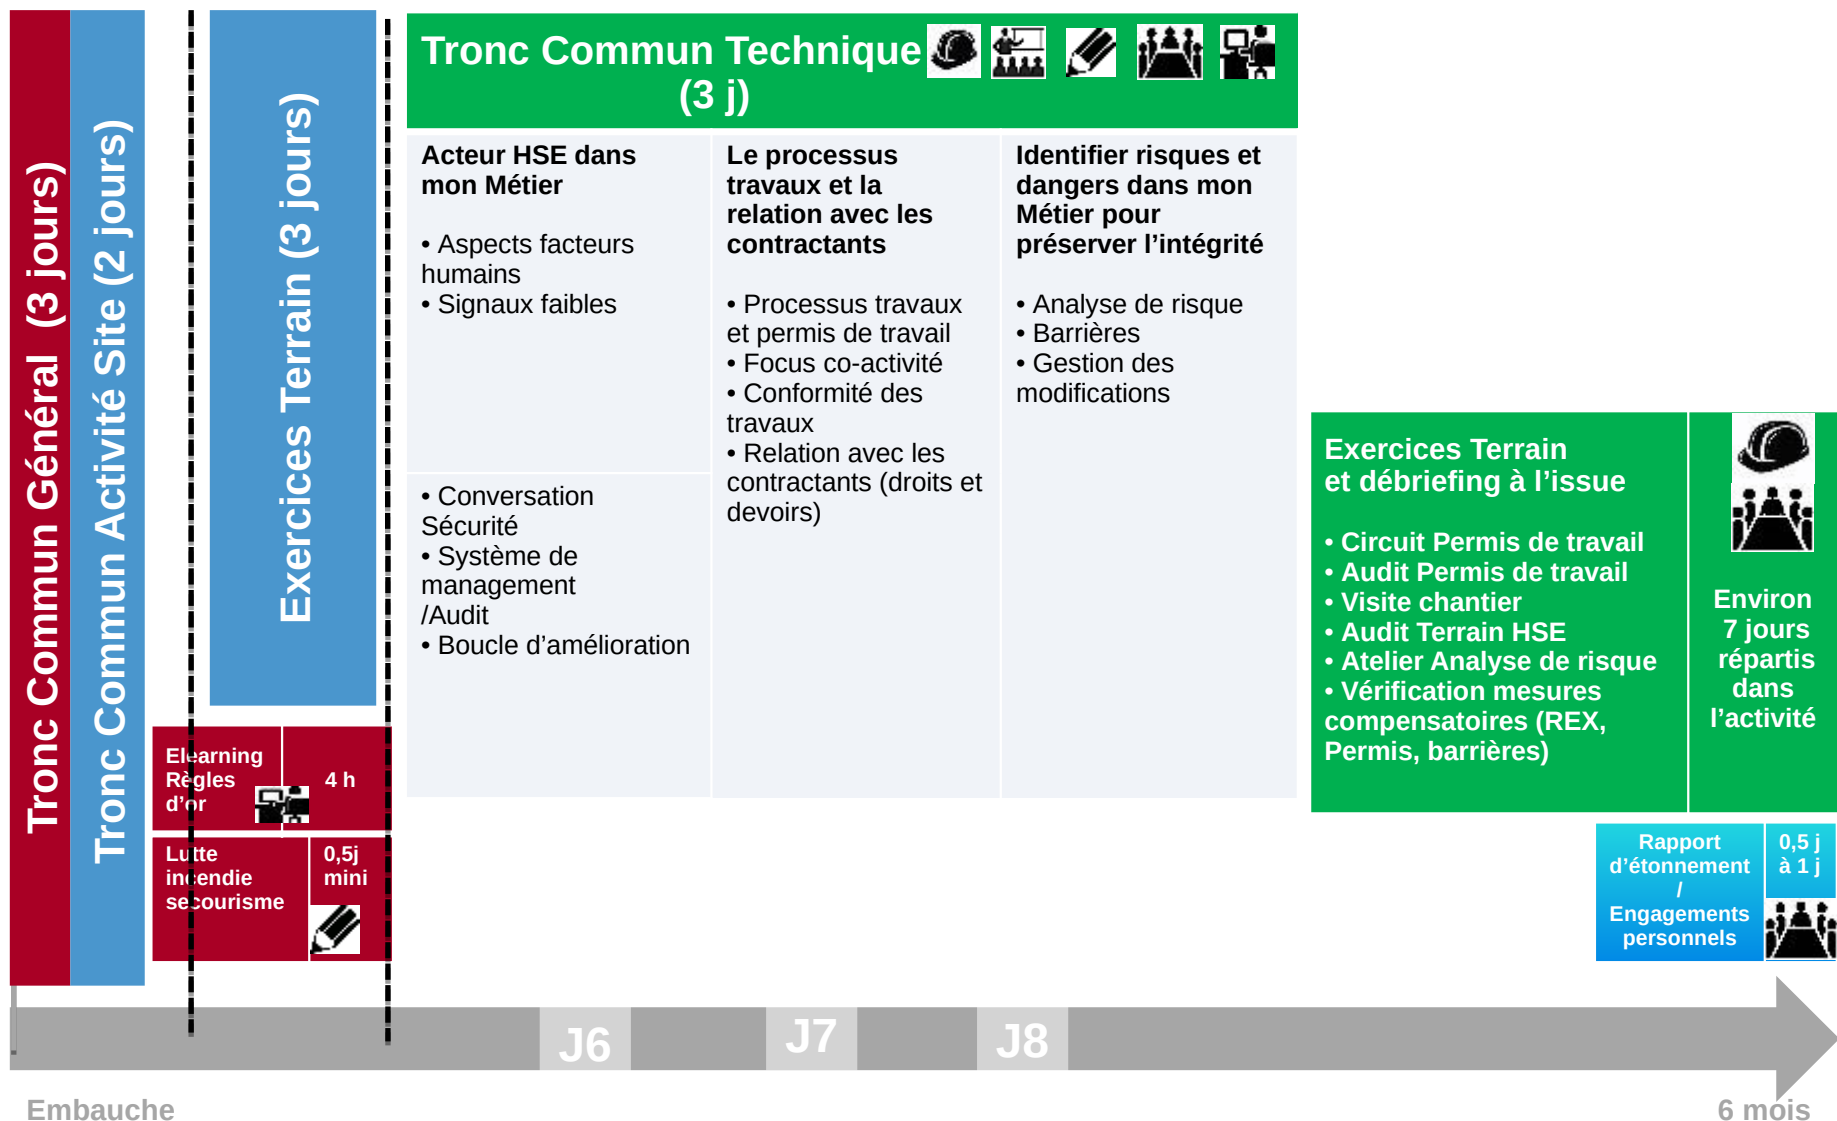 Tronc Commun Général  (3 jours)
Tronc Commun Activité Site (2 jours)
Exercices Terrain (3 jours)
Elearning
Règles
d’or
4 h
Lutte
incendie
secourisme
0,5j
mini
Tronc Commun Technique
(3 j)
Acteur HSE dans
mon Métier
• Aspects facteurs
humains
• Signaux faibles
• Conversation
Sécurité
• Système de
management
/Audit
• Boucle d’amélioration
Le processus
travaux et la
relation avec les
contractants
• Processus travaux
et permis de travail
• Focus co-activité
• Conformité des
travaux
• Relation avec les
contractants (droits et
devoirs)
Identifier risques et
dangers dans mon
Métier pour
préserver l’intégrité
• Analyse de risque
• Barrières
• Gestion des
modifications
Exercices Terrain
et débriefing à l’issue
• Circuit Permis de travail
• Audit Permis de travail
• Visite chantier
• Audit Terrain HSE
• Atelier Analyse de risque
• Vérification mesures
compensatoires (REX,
Permis, barrières)
Environ
7 jours
répartis
dans
l’activité
Rapport
d’étonnement
/
Engagements
personnels
0,5 j
à 1 j
J6
J7
J8
Embauche
6 mois